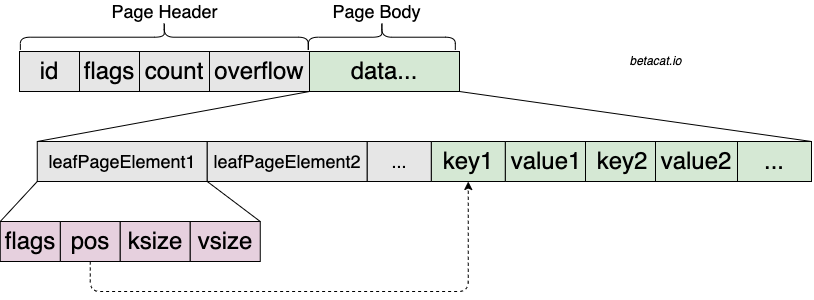 Page Header
Page Body
id flags count overflow data...
betacat.io
leafPageElement1 leafPageElement2 ... key1 value1 key2 value2 ...
flags pos ksize vsize